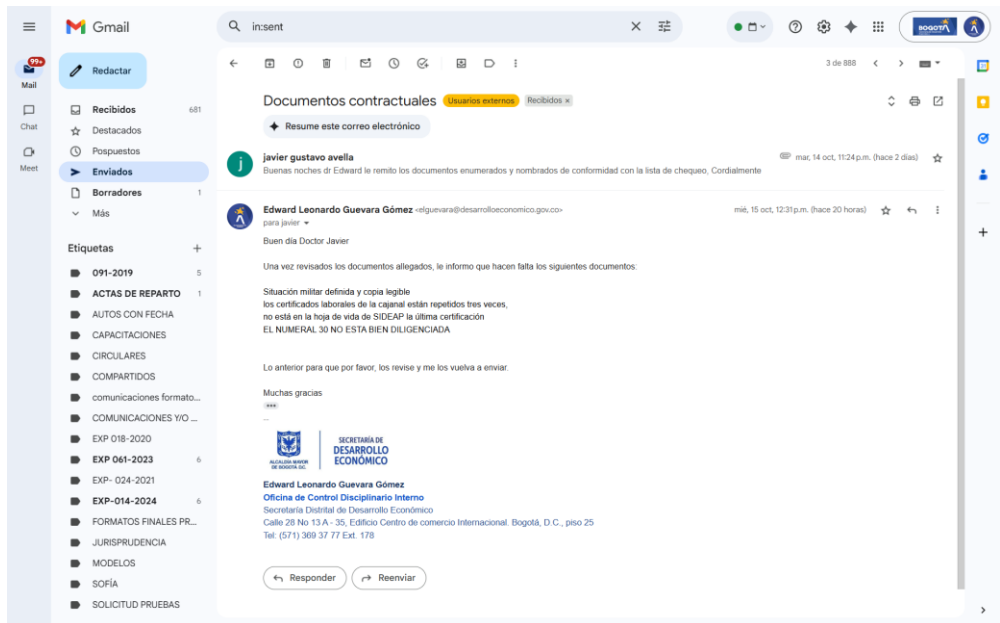 Gmail
in:sent
BOGOTÁ
99+
Mail
Chat
Meet
Redactar
Recibidos 681
Destacados
Pospuestos
Enviados
Borradores 1
Más
Etiquetas
091-2019 5
ACTAS DE REPARTO 1
AUTOS CON FECHA
CAPACITACIONES
CIRCULARES
COMPARTIDOS
comunicaciones formato...
COMUNICACIONES Y/O ...
EXP 018-2020
EXP 061-2023 6
EXP- 024-2021
EXP-014-2024 6
FORMATOS FINALES PR...
JURISPRUDENCIA
MODELOS
SOFÍA
SOLICITUD PRUEBAS
3 de 888
Documentos contractuales Usuarios externos Recibidos x
Resume este correo electrónico
j
javier gustavo avella mar, 14 oct, 11:24 p.m. (hace 2 días)
Buenas noches dr Edward le remito los documentos enumerados y nombrados de conformidad con la lista de chequeo, Cordialmente
Edward Leonardo Guevara Gómez <elguevara@desarrolloeconomico.gov.co> mié, 15 oct, 12:31 p.m. (hace 20 horas)
para javier
Buen día Doctor Javier
Una vez revisados los documentos allegados, le informo que hacen falta los siguientes documentos:
Situación militar definida y copia legible
los certificados laborales de la cajanal están repetidos tres veces,
no está en la hoja de vida de SIDEAP la última certificación
EL NUMERAL 30 NO ESTA BIEN DILIGENCIADA
Lo anterior para que por favor, los revise y me los vuelva a enviar.
Muchas gracias
...
--
ALCALDÍA MAYOR
DE BOGOTÁ D.C.
SECRETARÍA DE
DESARROLLO
ECONÓMICO
Edward Leonardo Guevara Gómez
Oficina de Control Disciplinario Interno
Secretaría Distrital de Desarrollo Económico
Calle 28 No 13 A - 35, Edificio Centro de comercio Internacional. Bogotá, D.C., piso 25
Tel: (571) 369 37 77 Ext. 178
Responder
Reenviar